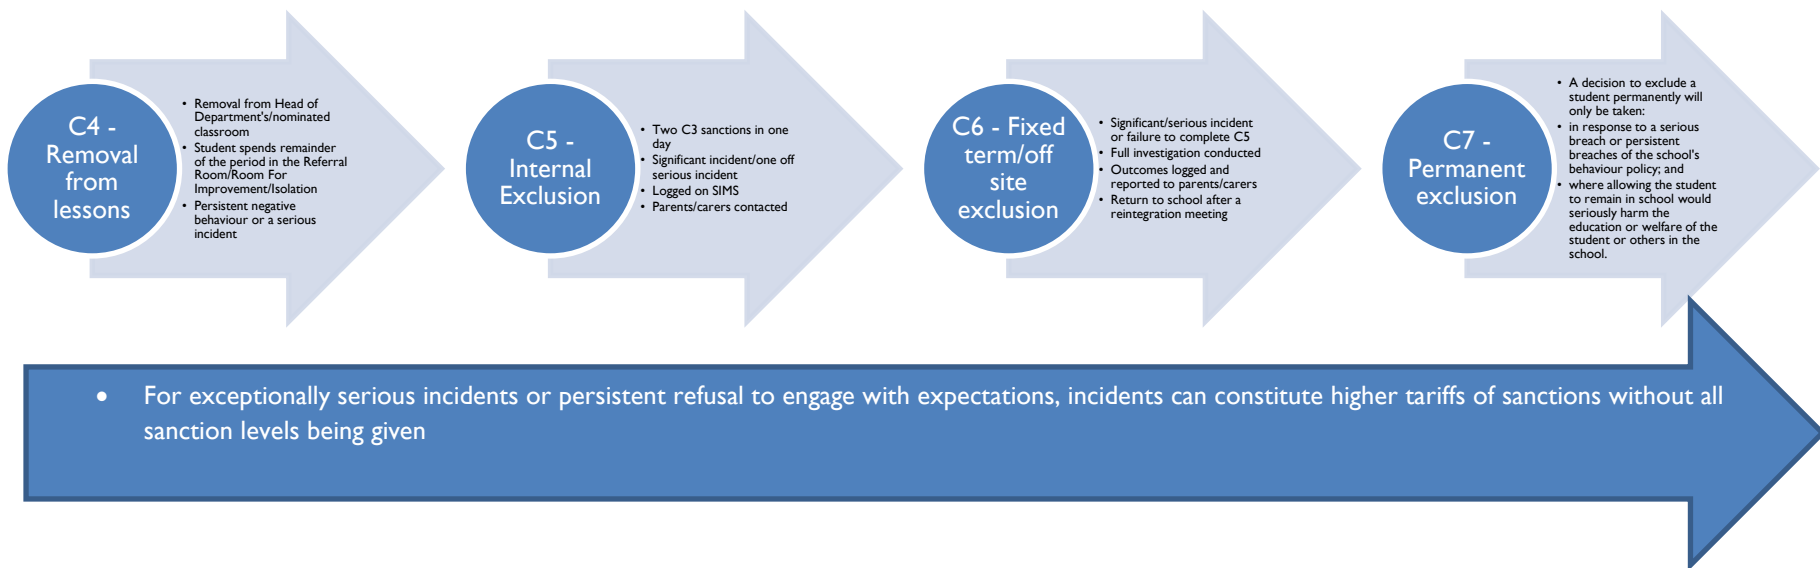 C4 -
Removal
from
lessons
• Removal from Head of
Department's/nominated
classroom
• Student spends remainder
of the period in the Referral
Room/Room For
Improvement/Isolation
• Persistent negative
behaviour or a serious
incident
C5 -
Internal
Exclusion
• Two C3 sanctions in one
day
• Significant incident/one off
serious incident
• Logged on SIMS
• Parents/carers contacted
C6 - Fixed
term/off
site
exclusion
• Significant/serious incident
or failure to complete C5
• Full investigation conducted
• Outcomes logged and
reported to parents/carers
• Return to school after a
reintegration meeting
C7 -
Permanent
exclusion
• A decision to exclude a
student permanently will
only be taken:
• in response to a serious
breach or persistent
breaches of the school's
behaviour policy; and
• where allowing the student
to remain in school would
seriously harm the
education or welfare of the
student or others in the
school.
• For exceptionally serious incidents or persistent refusal to engage with expectations, incidents can constitute higher tariffs of sanctions without all
sanction levels being given